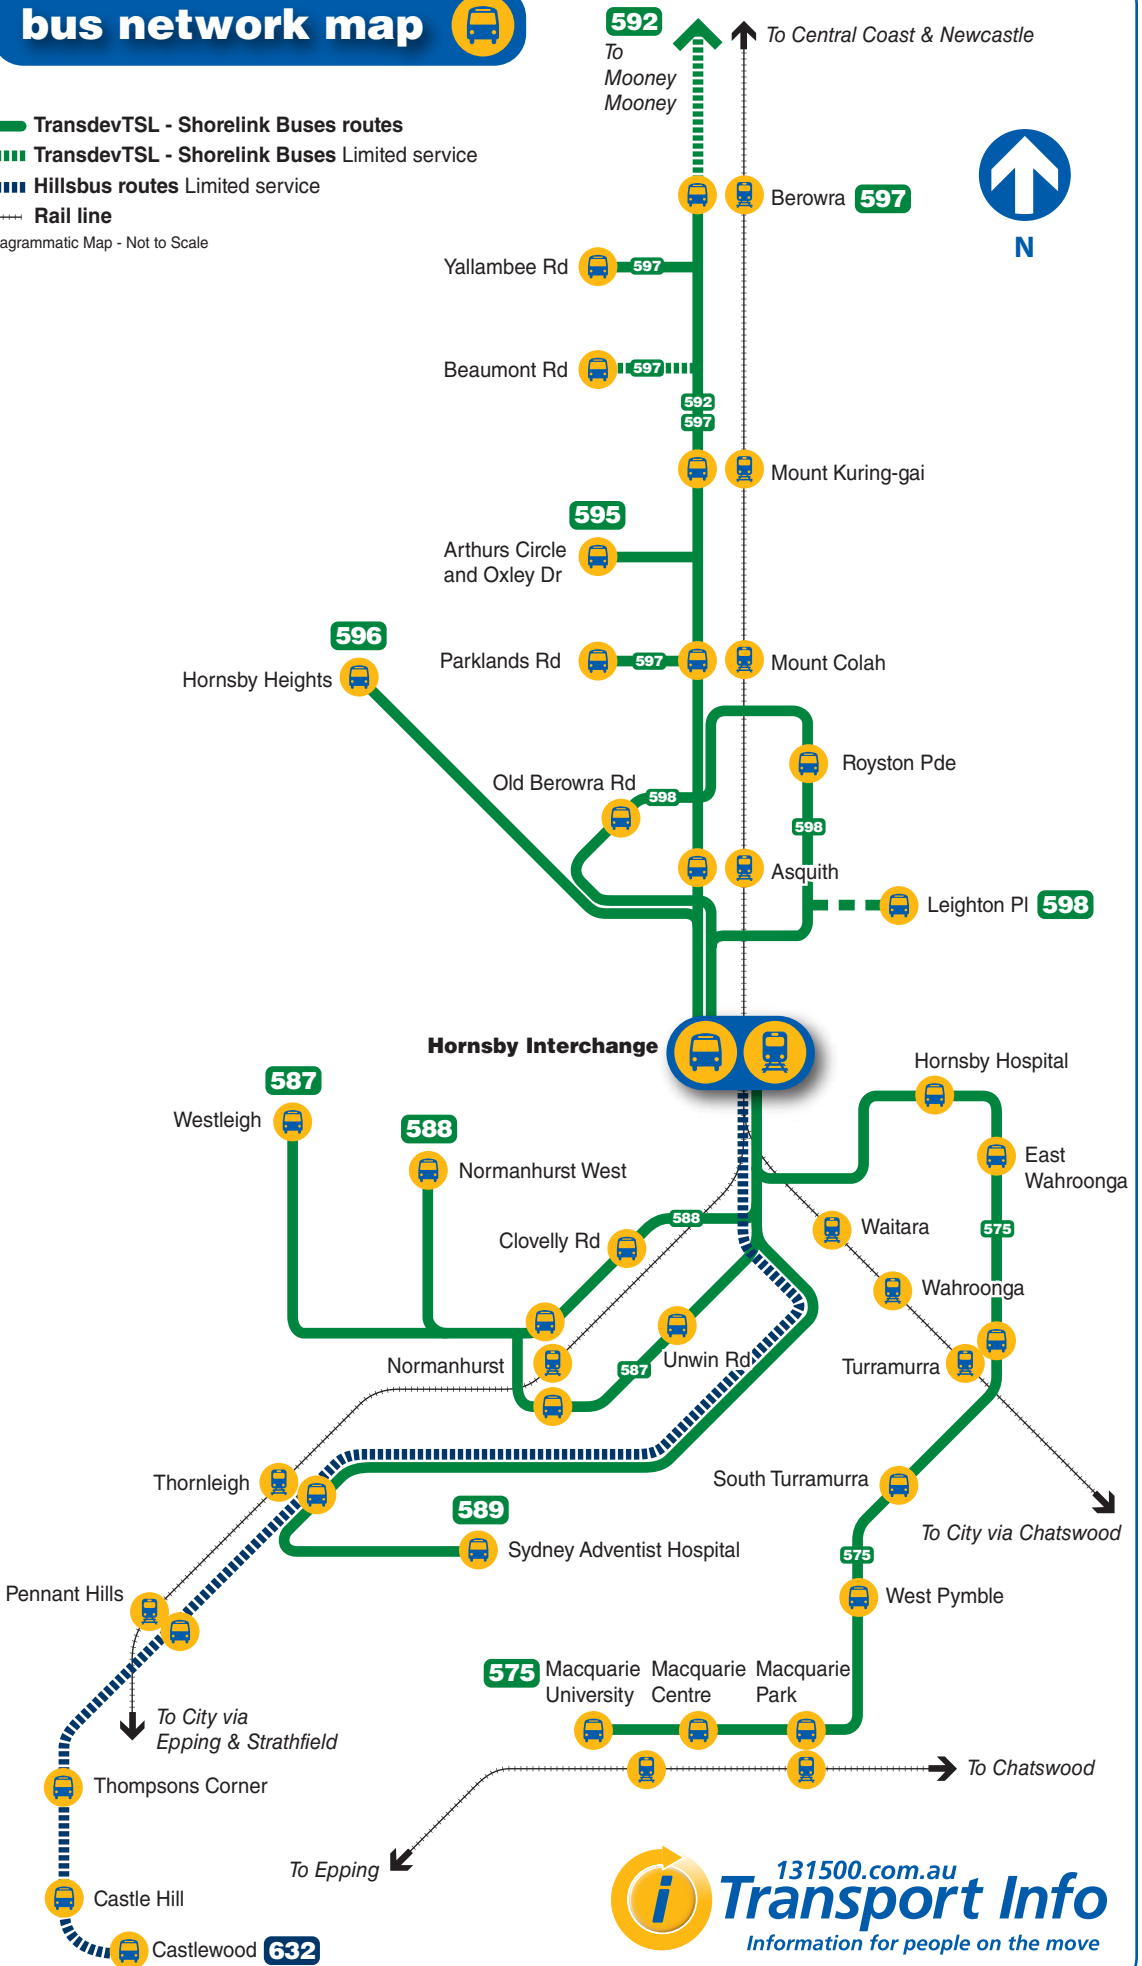 bus network map
592
To
Mooney
Mooney
To Central Coast & Newcastle
TransdevTSL - Shorelink Buses routes
TransdevTSL - Shorelink Buses Limited service
Hillsbus routes Limited service
Rail line
agrammatic Map - Not to Scale
N
Berowra 597
Yallambee Rd 597
Beaumont Rd 597
592
597
Mount Kuring-gai
595
Arthurs Circle
and Oxley Dr
596
Parklands Rd 597
Mount Colah
Hornsby Heights
Royston Pde
Old Berowra Rd
598
598
Asquith
Leighton Pl 598
Hornsby Interchange
Hornsby Hospital
587
Westleigh
588
Normanhurst West
East
Wahroonga
588
Waitara
575
Clovelly Rd
Wahroonga
Normanhurst
Unwin Rd
587
Turramurra
Thornleigh
South Turramurra
589
Sydney Adventist Hospital
To City via Chatswood
575
Pennant Hills
West Pymble
575
Macquarie
University
Macquarie
Centre
Macquarie
Park
To City via
Epping & Strathfield
To Chatswood
Thompsons Corner
To Epping
131500.com.au
i
Transport Info
Information for people on the move
Castle Hill
Castlewood 632